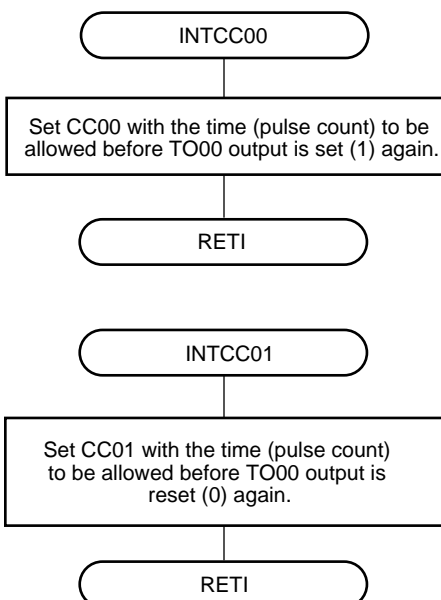 INTCC00
Set CC00 with the time (pulse count) to be
allowed before TO00 output is set (1) again.
RETI
INTCC01
Set CC01 with the time (pulse count)
to be allowed before TO00 output is
reset (0) again.
RETI